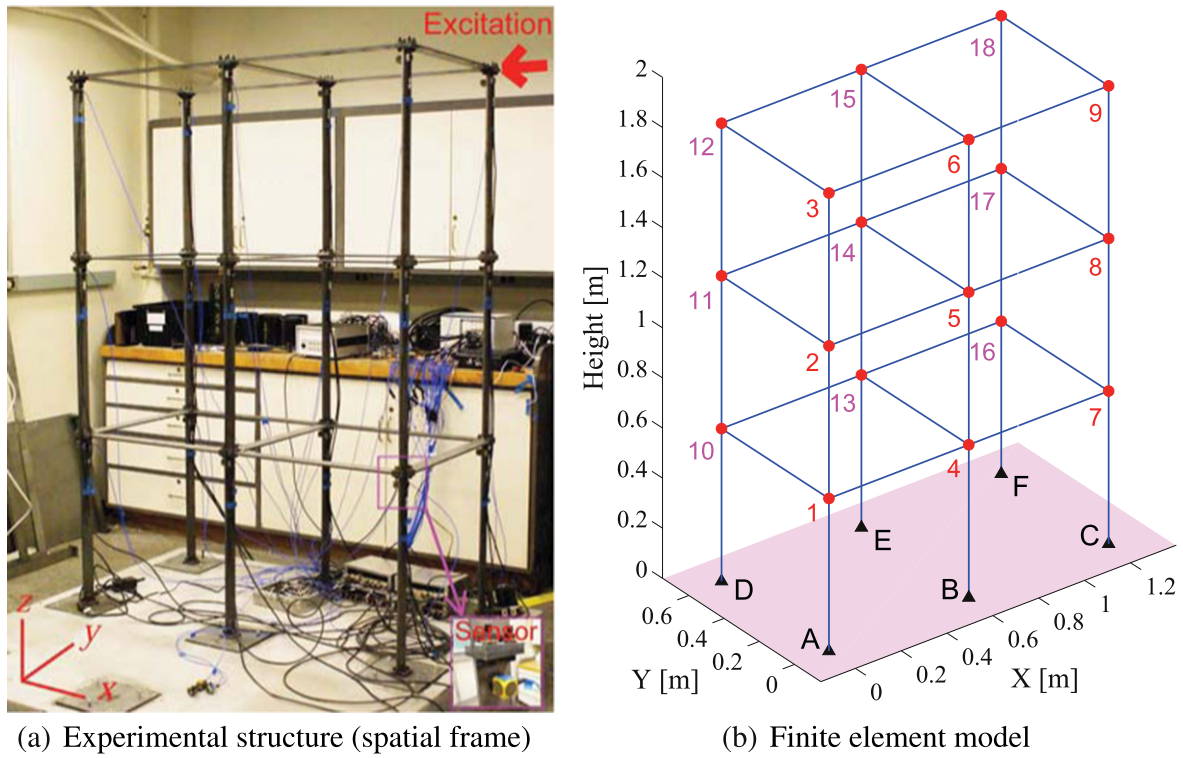 Excitation
z
y
x
Sensor
(a) Experimental structure (spatial frame)
2
1.8
1.6
1.4
1.2
1
0.8
0.6
0.4
0.2
0
Height [m]
18
15
9
12
6
3
17
14
8
11
5
2
16
13
7
10
4
1
F
E
C
D
B
A
0.6
0.4
0.2
0
Y [m]
0
0.2
0.4
0.6
0.8
1
1.2
X [m]
(b) Finite element model